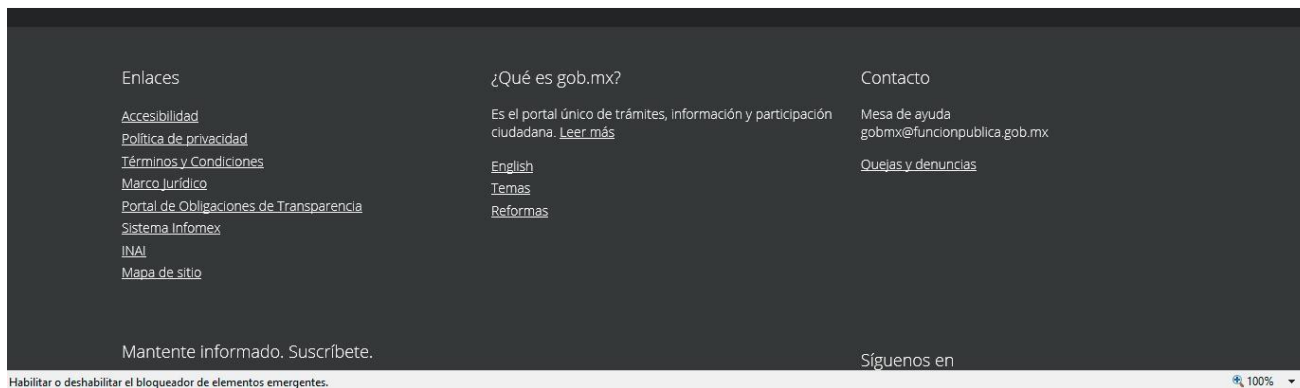 Enlaces
Accesibilidad
Política de privacidad
Términos y Condiciones
Marco Jurídico
Portal de Obligaciones de Transparencia
Sistema Infomex
INAI
Mapa de sitio
¿Qué es gob.mx?
Es el portal único de trámites, información y participación
ciudadana. Leer más
English
Temas
Reformas
Contacto
Mesa de ayuda
gobmx@funcionpublica.gob.mx
Quejas y denuncias
Mantente informado. Suscríbete.
Síguenos en
Habilitar o deshabilitar el bloqueador de elementos emergentes.
100%